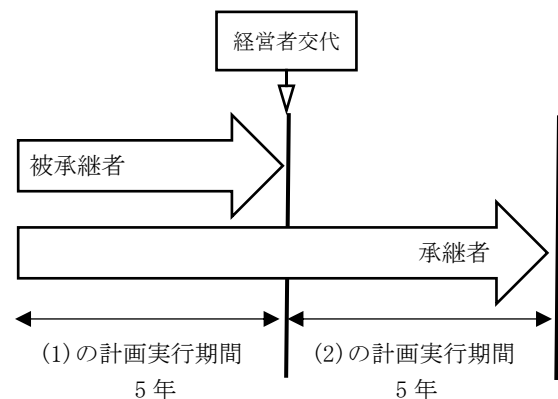 経営者交代
被承継者
承継者
(1)の計画実行期間
5年
(2)の計画実行期間
5年